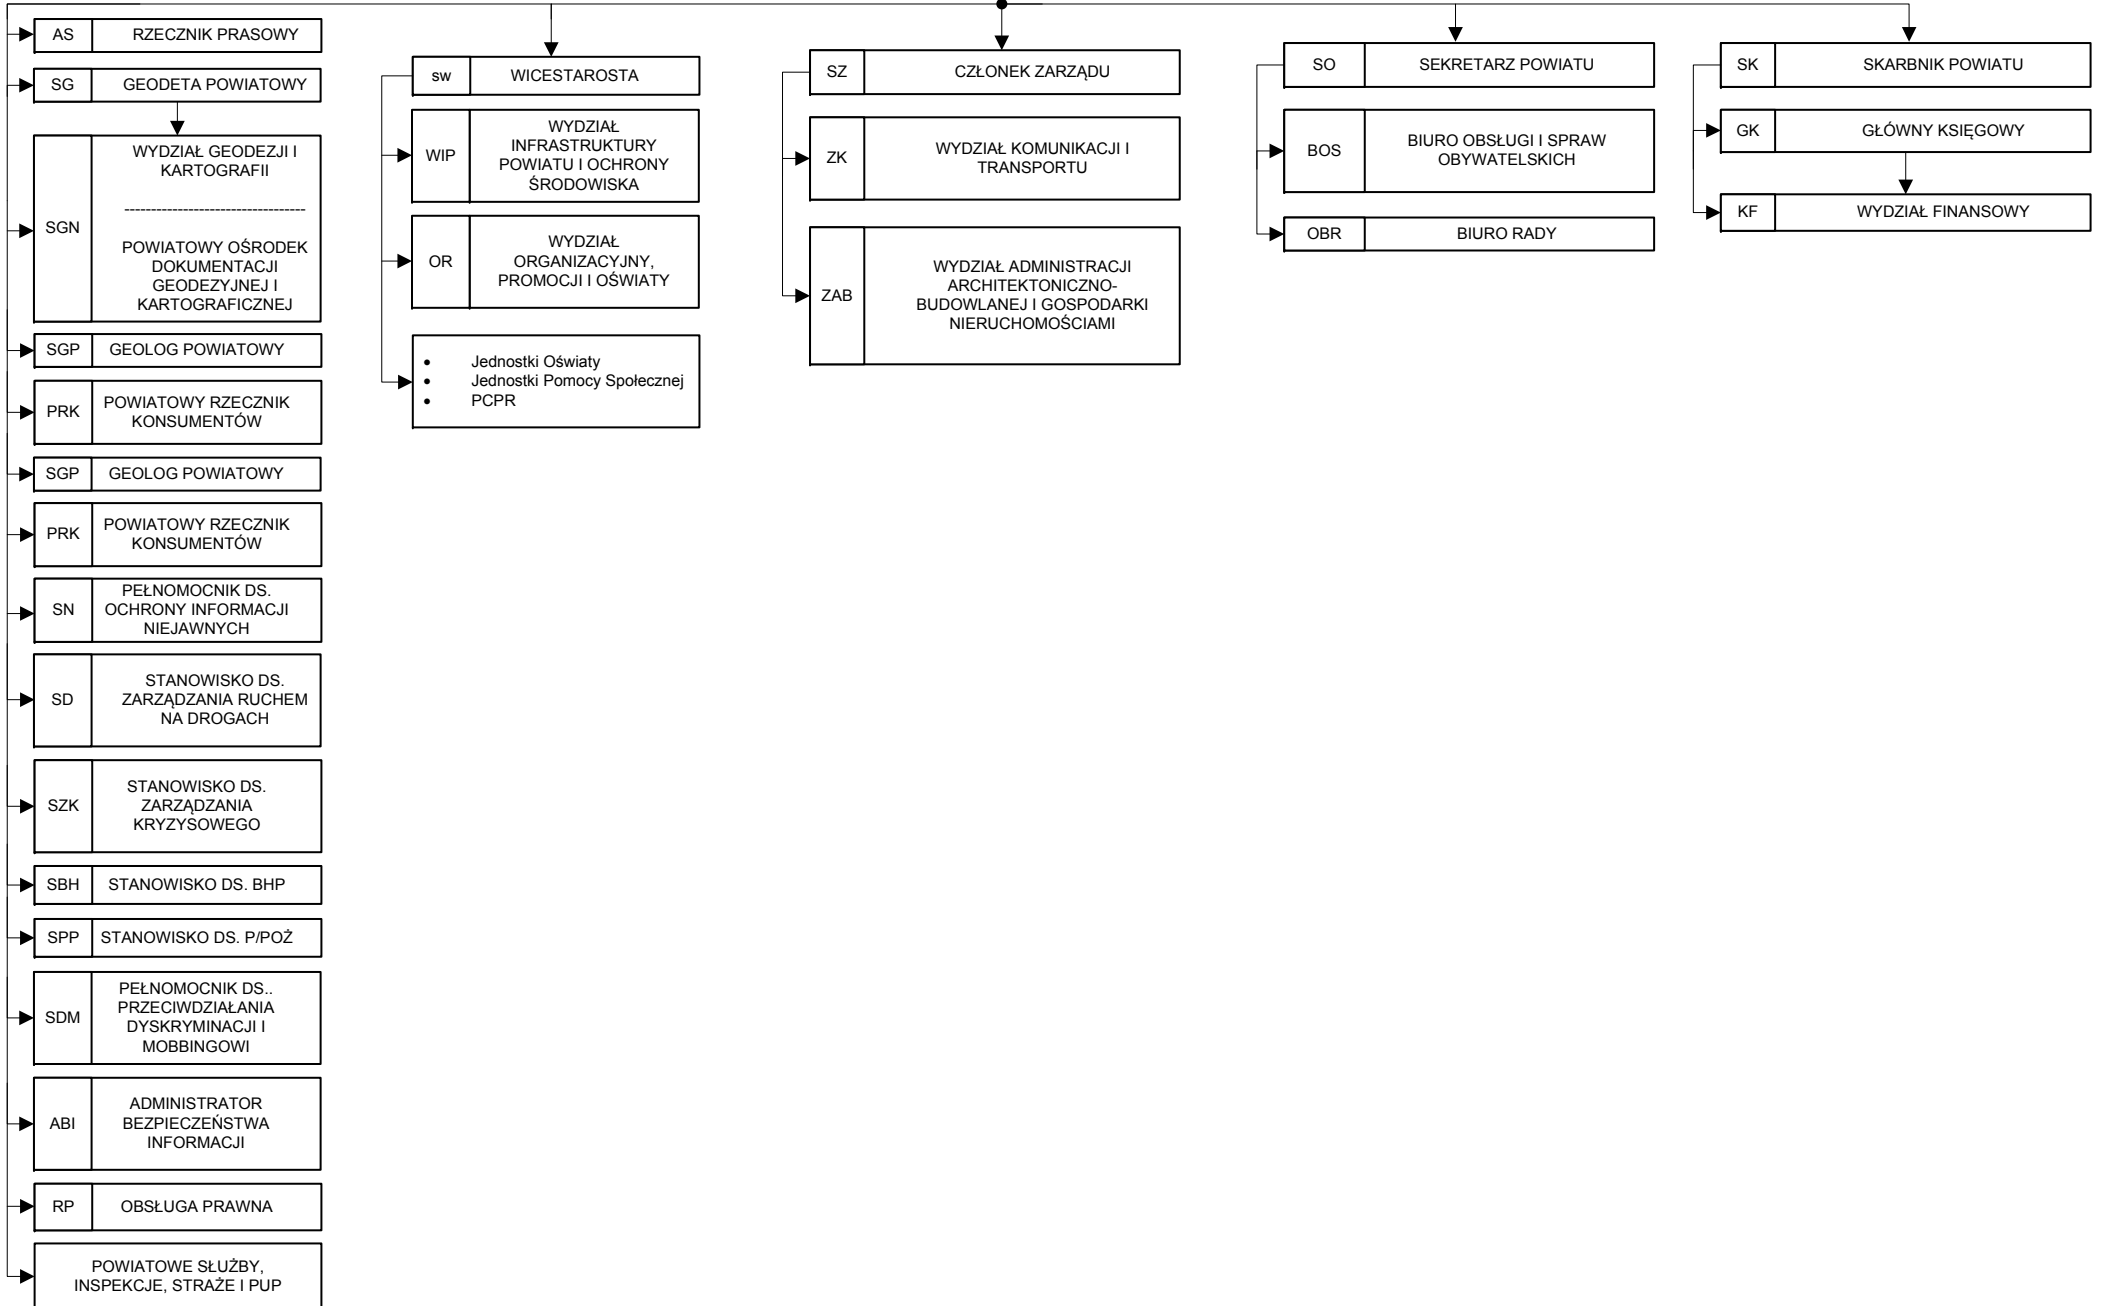 AS RZECZNIK PRASOWY
SG GEODETA POWIATOWY
SGN
WYDZIAŁ GEODEZJI I
KARTOGRAFII
----------------------------------
POWIATOWY OŚRODEK
DOKUMENTACJI
GEODEZYJNEJ I
KARTOGRAFICZNEJ
SGP GEOLOG POWIATOWY
PRK
POWIATOWY RZECZNIK
KONSUMENTÓW
SGP GEOLOG POWIATOWY
PRK
POWIATOWY RZECZNIK
KONSUMENTÓW
SN
PEŁNOMOCNIK DS.
OCHRONY INFORMACJI
NIEJAWNYCH
SD
STANOWISKO DS.
ZARZĄDZANIA RUCHEM
NA DROGACH
SZK
STANOWISKO DS.
ZARZĄDZANIA
KRYZYSOWEGO
SBH STANOWISKO DS. BHP
SPP STANOWISKO DS. P/POŻ
SDM
PEŁNOMOCNIK DS..
PRZECIWDZIAŁANIA
DYSKRYMINACJI I
MOBBINGOWI
ABI
ADMINISTRATOR
BEZPIECZEŃSTWA
INFORMACJI
RP OBSŁUGA PRAWNA
POWIATOWE SŁUŻBY,
INSPEKCJE, STRAŻE I PUP
sw WICESTAROSTA
WIP
WYDZIAŁ
INFRASTRUKTURY
POWIATU I OCHRONY
ŚRODOWISKA
OR
WYDZIAŁ
ORGANIZACYJNY,
PROMOCJI I OŚWIATY
• Jednostki Oświaty
• Jednostki Pomocy Społecznej
• PCPR
SZ CZŁONEK ZARZĄDU
ZK
WYDZIAŁ KOMUNIKACJI I
TRANSPORTU
ZAB
WYDZIAŁ ADMINISTRACJI
ARCHITEKTONICZNO-
BUDOWLANEJ I GOSPODARKI
NIERUCHOMOŚCIAMI
SO SEKRETARZ POWIATU
BOS
BIURO OBSŁUGI I SPRAW
OBYWATELSKICH
OBR BIURO RADY
SK SKARBNIK POWIATU
GK GŁÓWNY KSIĘGOWY
KF WYDZIAŁ FINANSOWY